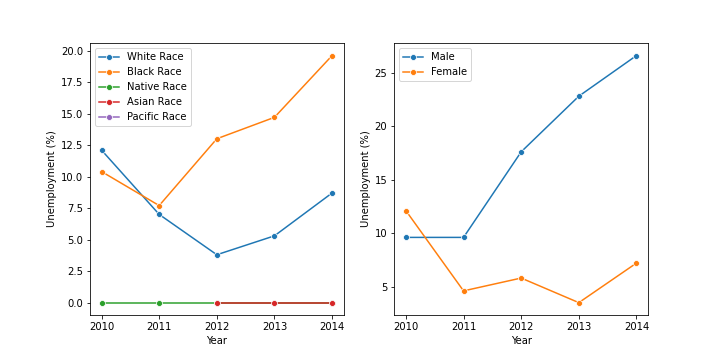 20.0
17.5
15.0
12.5
10.0
7.5
5.0
2.5
0.0
Unemployment (%)
White Race
Black Race
Native Race
Asian Race
Pacific Race
2010 2011 2012 2013 2014
Year
25
20
15
10
5
Unemployment (%)
Male
Female
2010 2011 2012 2013 2014
Year